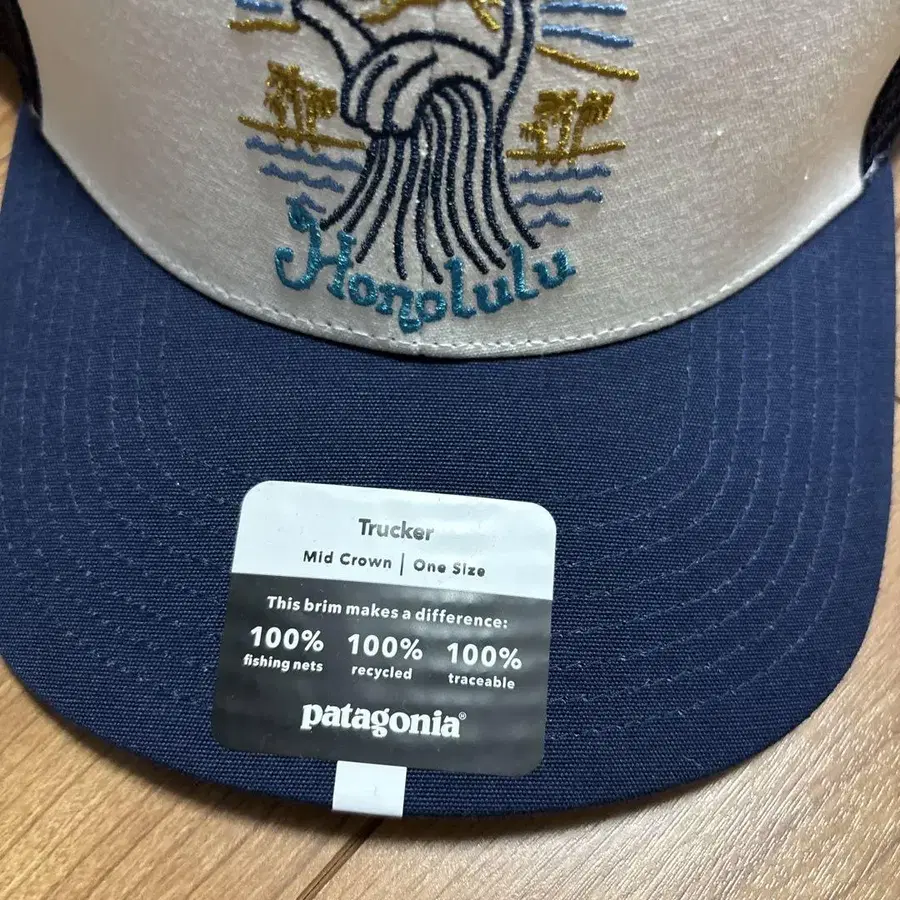 Honolulu
Trucker
Mid Crown | One Size
This brim makes a difference:
100% 100% 100%
fishing nets recycled traceable
patagonia®